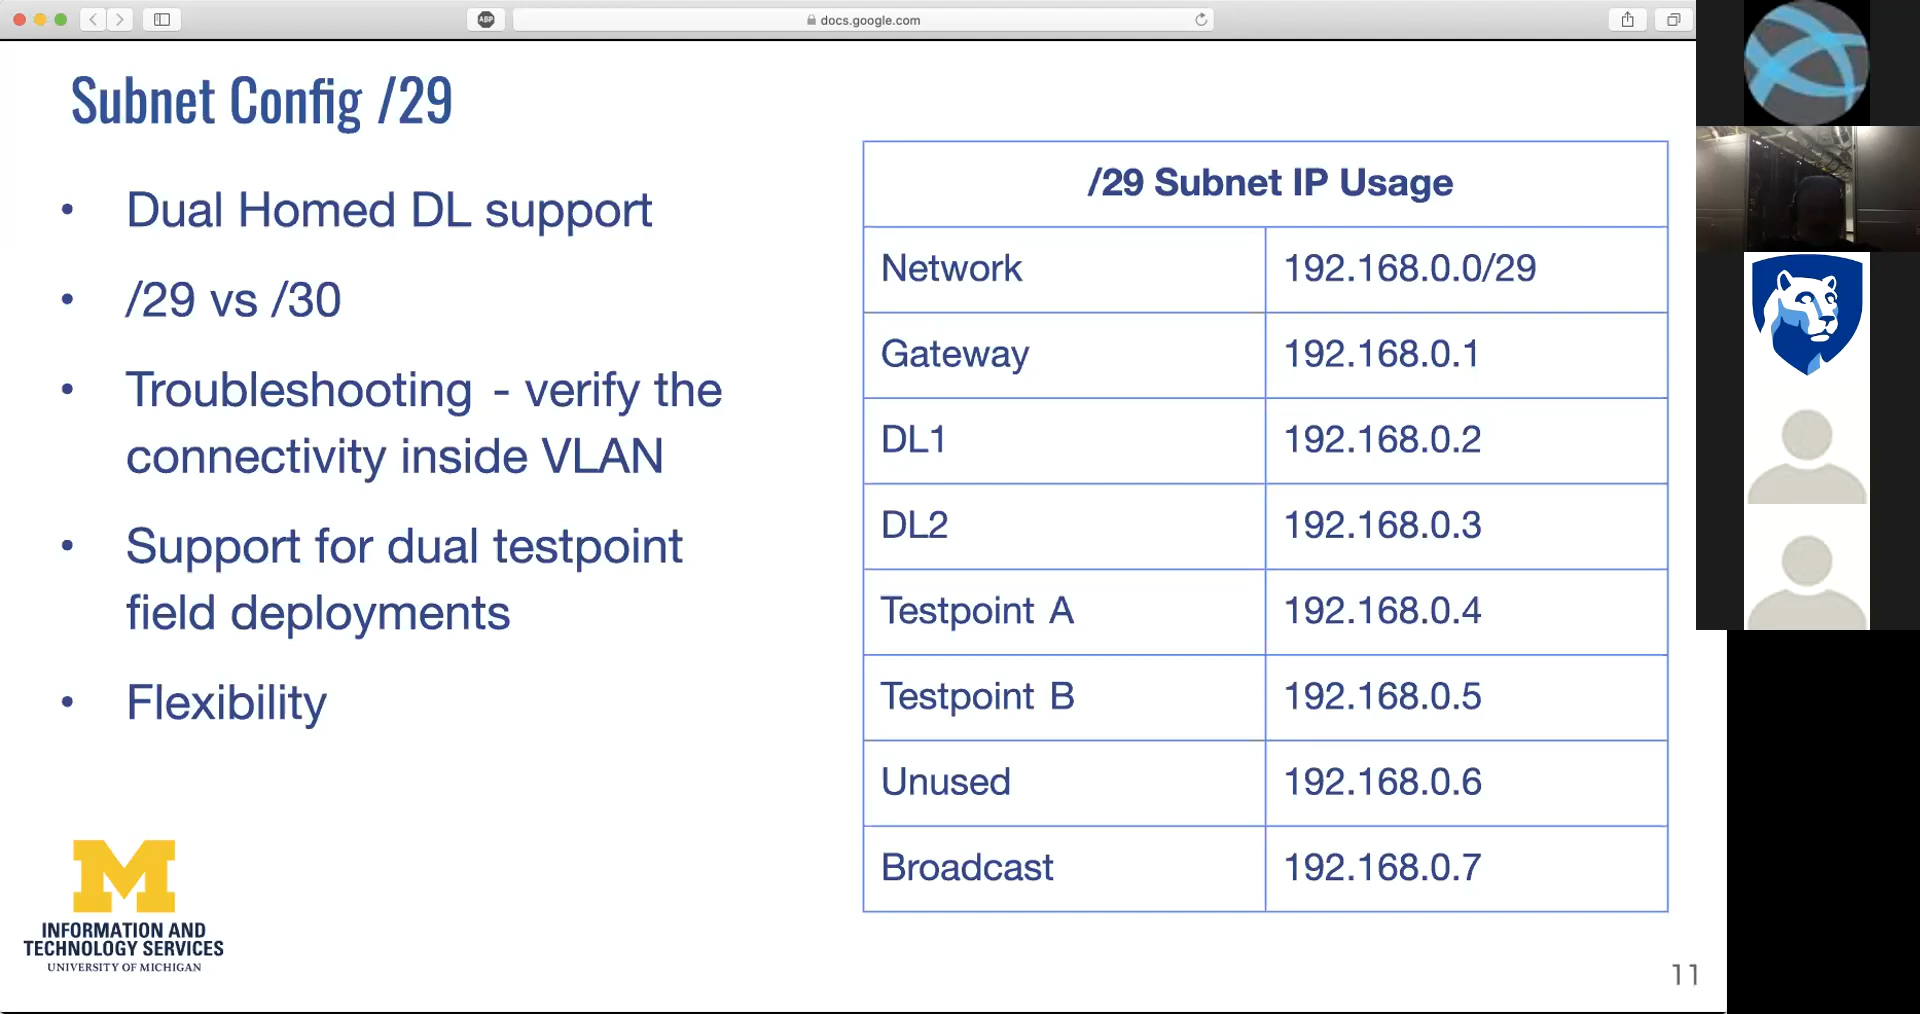 ABP
docs.google.com
Subnet Config /29
• Dual Homed DL support
• /29 vs /30
• Troubleshooting - verify the
connectivity inside VLAN
• Support for dual testpoint
field deployments
• Flexibility
/29 Subnet IP Usage
Network 192.168.0.0/29
Gateway 192.168.0.1
DL1 192.168.0.2
DL2 192.168.0.3
Testpoint A 192.168.0.4
Testpoint B 192.168.0.5
Unused 192.168.0.6
Broadcast 192.168.0.7
M
INFORMATION AND
TECHNOLOGY SERVICES
UNIVERSITY OF MICHIGAN
11